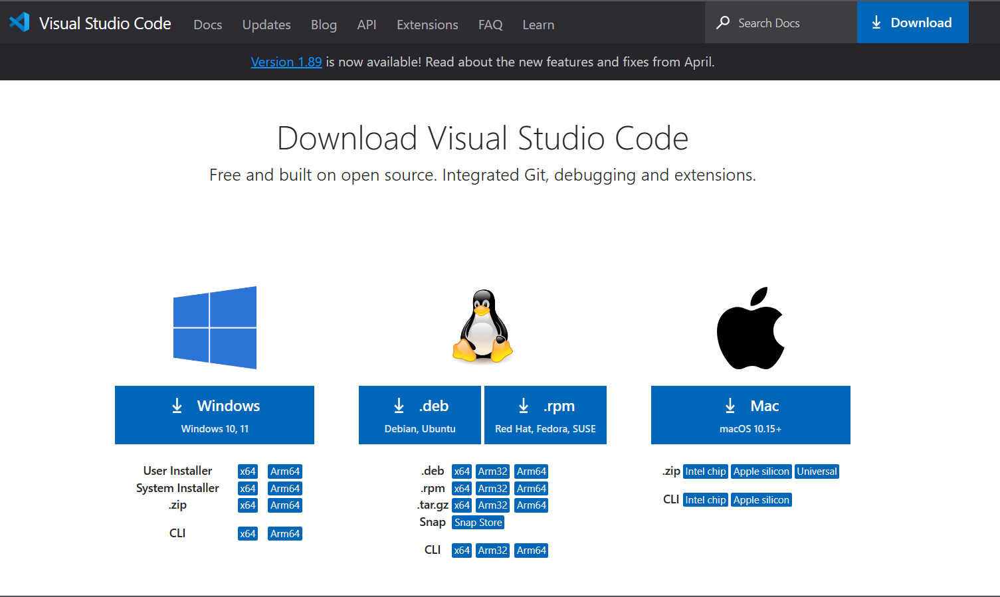 Visual Studio Code Docs Updates Blog API Extensions FAQ Learn Search Docs Download
Version 1.89 is now available! Read about the new features and fixes from April.
Download Visual Studio Code
Free and built on open source. Integrated Git, debugging and extensions.
Windows
Windows 10, 11
User Installer x64 Arm64
System Installer x64 Arm64
.zip x64 Arm64
CLI x64 Arm64
.deb
Debian, Ubuntu
.rpm
Red Hat, Fedora, SUSE
.deb x64 Arm32 Arm64
.rpm x64 Arm32 Arm64
.tar.gz x64 Arm32 Arm64
Snap Snap Store
CLI x64 Arm32 Arm64
Mac
macOS 10.15+
.zip Intel chip Apple silicon Universal
CLI Intel chip Apple silicon